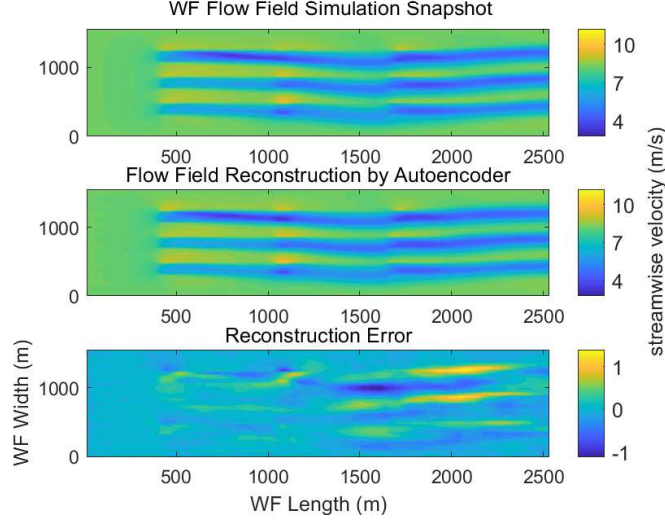 WF Flow Field Simulation Snapshot
1000
0
500 1000 1500 2000 2500
10
7
4
Flow Field Reconstruction by Autoencoder
1000
0
500 1000 1500 2000 2500
10
7
4
Reconstruction Error
1000
0
500 1000 1500 2000 2500
1
0
-1
WF Length (m)
WF Width (m)
streamwise velocity (m/s)